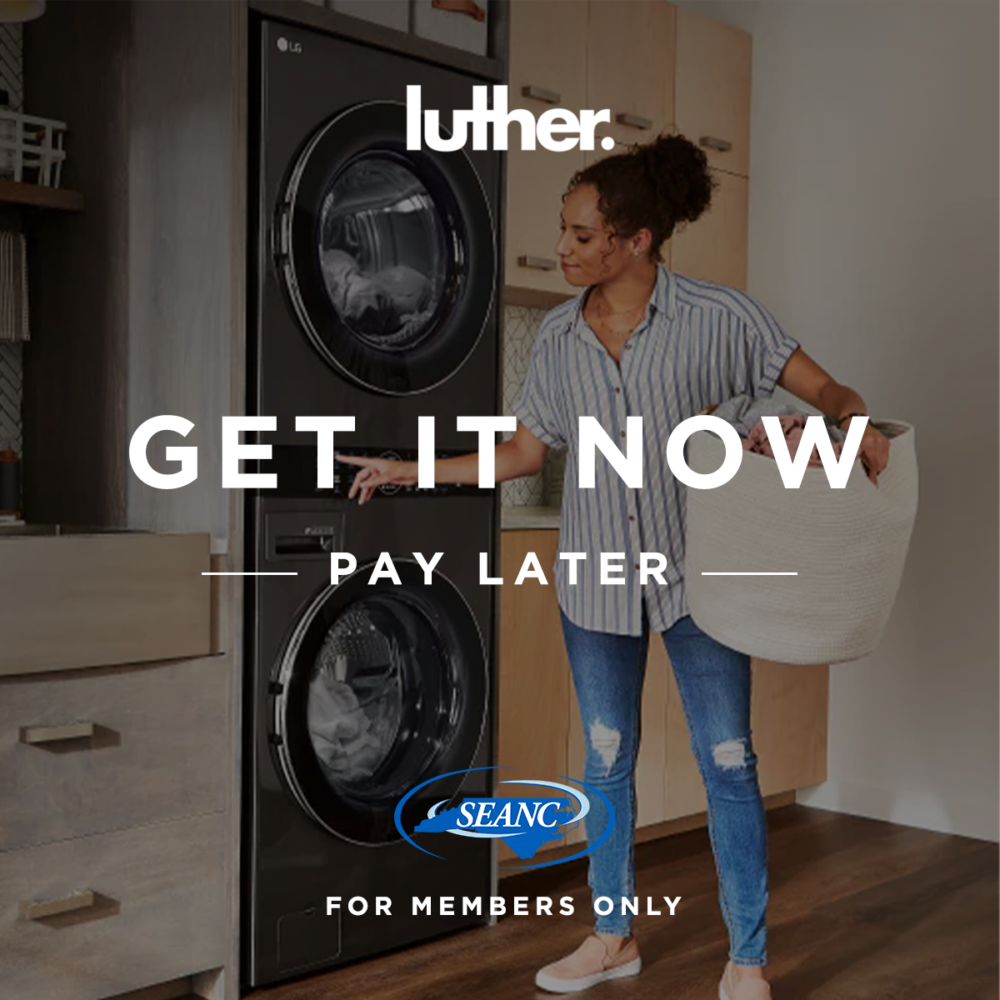 LG
luther.
GET IT NOW
PAY LATER
SEANC
FOR MEMBERS ONLY